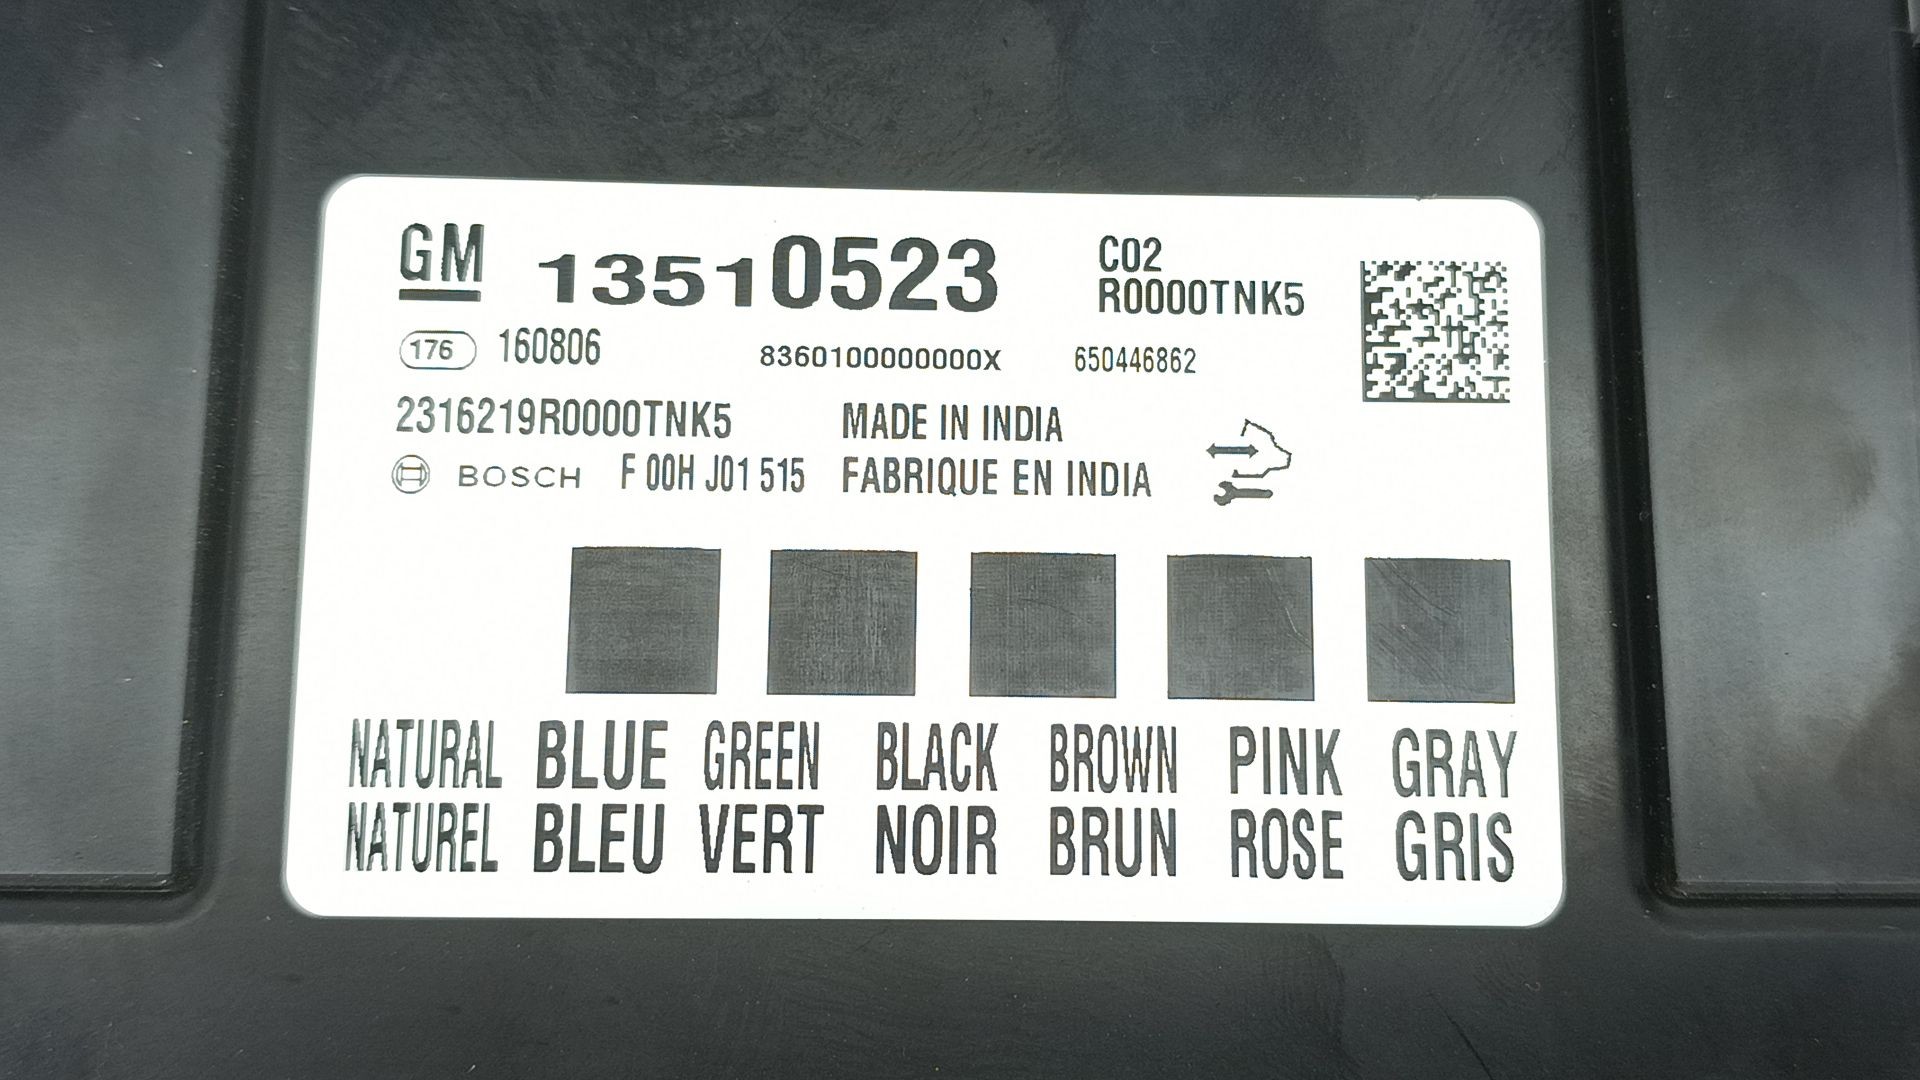 GM 13510523 C02
R0000TNK5
176 160806 8360100000000X 650446862
2316219R0000TNK5 MADE IN INDIA
BOSCH F 00H J01 515 FABRIQUE EN INDIA
NATURAL BLUE GREEN BLACK BROWN PINK GRAY
NATUREL BLEU VERT NOIR BRUN ROSE GRIS